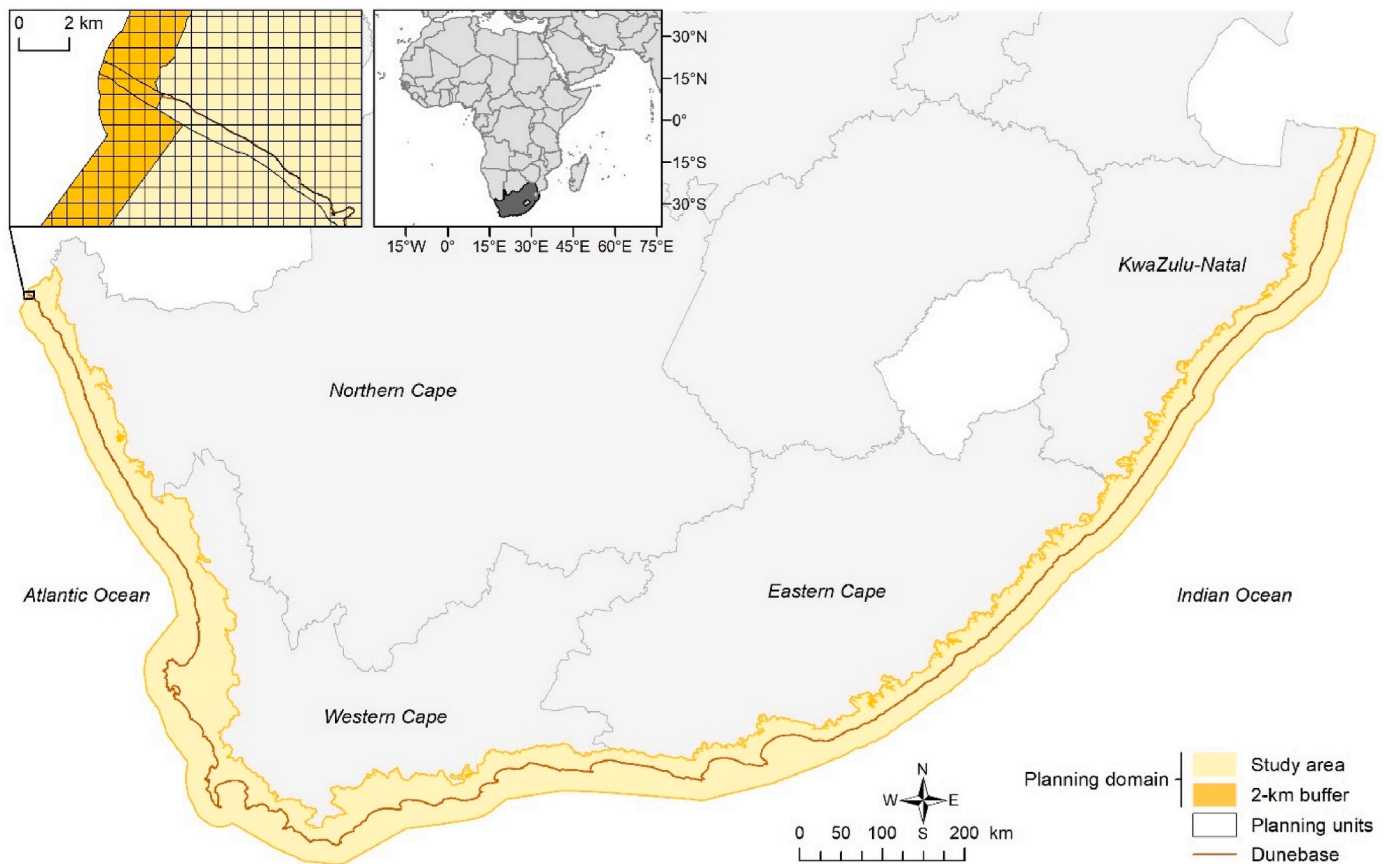 0 2 km
30°N
15°N
0°
15°S
30°S
15°W 0° 15°E 30°E 45°E 60°E 75°E
KwaZulu-Natal
Northern Cape
Atlantic Ocean
Eastern Cape
Indian Ocean
Western Cape
N
W E
S
0 50 100 200 km
Planning domain
Study area
2-km buffer
Planning units
Dunebase